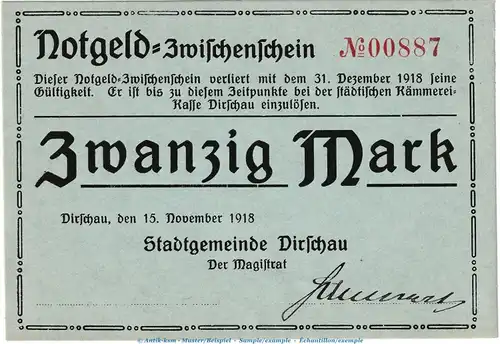 Notgeld=Zwischenschein №00887
Dieser Notgeld=Zwischenschein verliert mit dem 31. Dezember 1918 seine
Gültigkeit. Er ist bis zu diesem Zeitpunkte bei der städtischen Kämmerei-
Kasse Dirschau einzulösen.
Zwanzig Mark
Dirschau, den 15. November 1918
Stadtgemeinde Dirschau
Der Magistrat
© Antik-kom - Muster/Beispiel - Sample/exemple - Échantillon/exemple